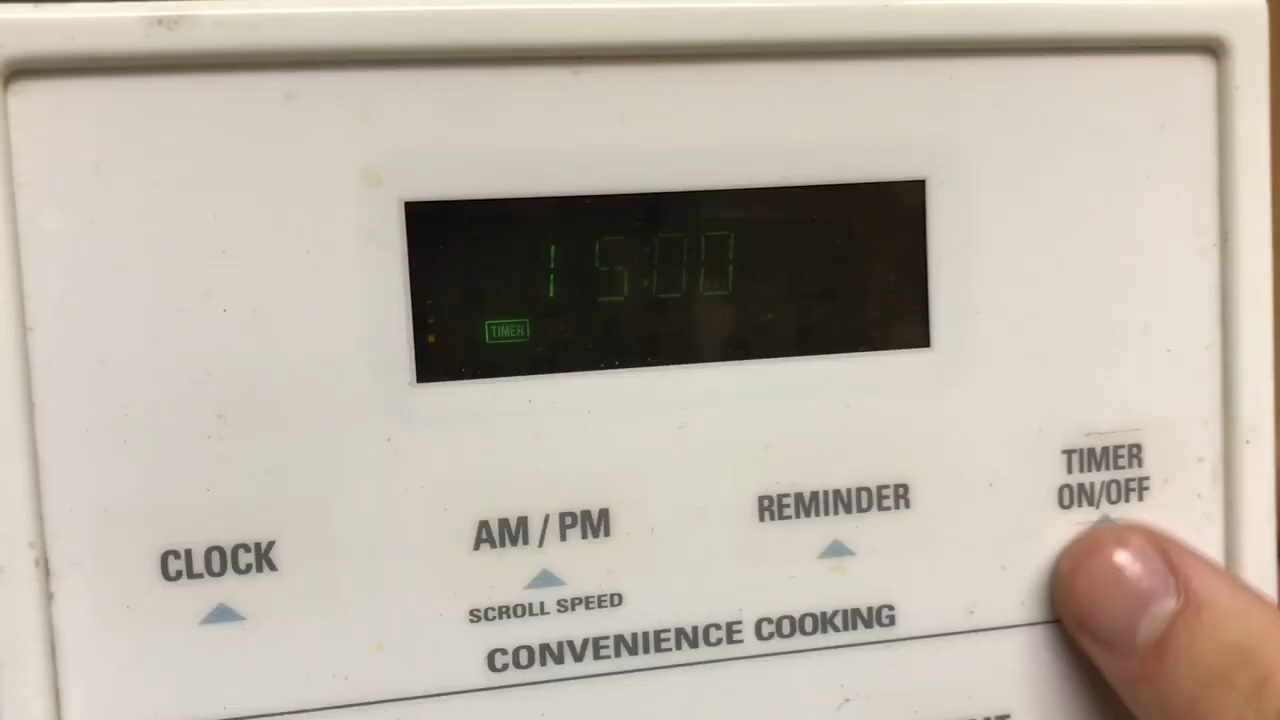 15:00
TIMER
TIMER
ON/OFF
REMINDER
AM / PM
CLOCK
SCROLL SPEED
CONVENIENCE COOKING